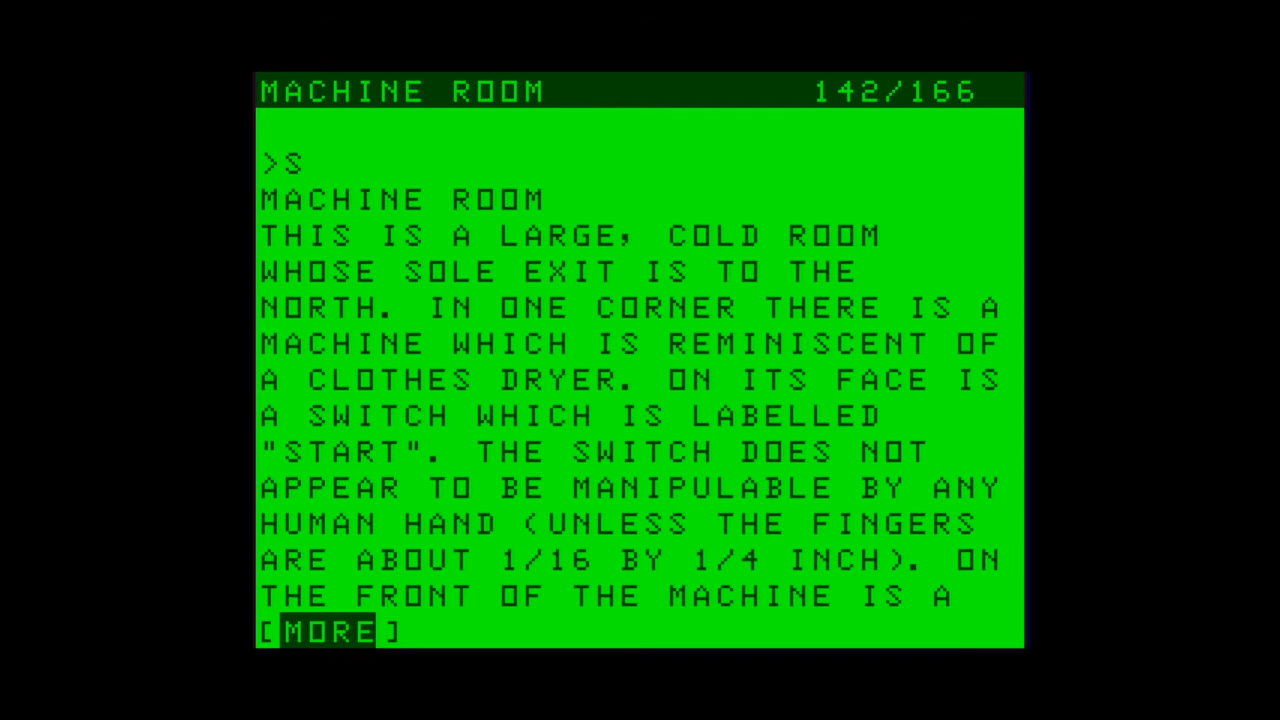 MACHINE ROOM 142/166
>S
MACHINE ROOM
THIS IS A LARGE, COLD ROOM
WHOSE SOLE EXIT IS TO THE
NORTH. IN ONE CORNER THERE IS A
MACHINE WHICH IS REMINISCENT OF
A CLOTHES DRYER. ON ITS FACE IS
A SWITCH WHICH IS LABELLED
"START". THE SWITCH DOES NOT
APPEAR TO BE MANIPULABLE BY ANY
HUMAN HAND (UNLESS THE FINGERS
ARE ABOUT 1/16 BY 1/4 INCH). ON
THE FRONT OF THE MACHINE IS A
[MORE]